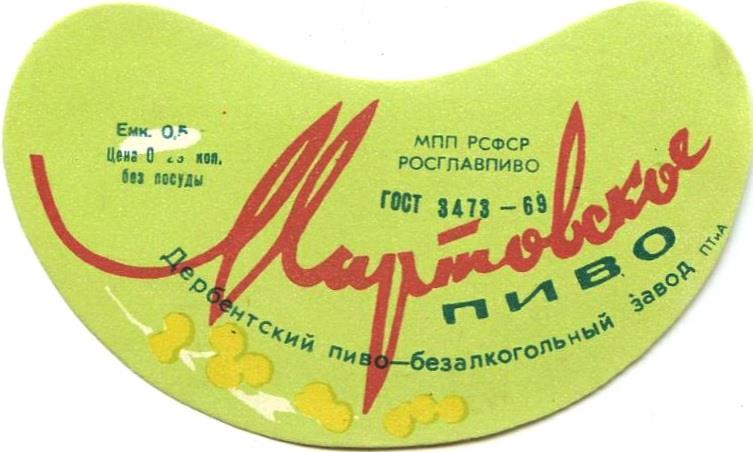 Емк. 0,5
Цена 0 коп.
без посуды
МПП РСФСР
РОСГЛАВПИВО
ГОСТ 3473-69
Мартовское
ПИВО
Дербентский пиво-безалкогольный завод ПТиА